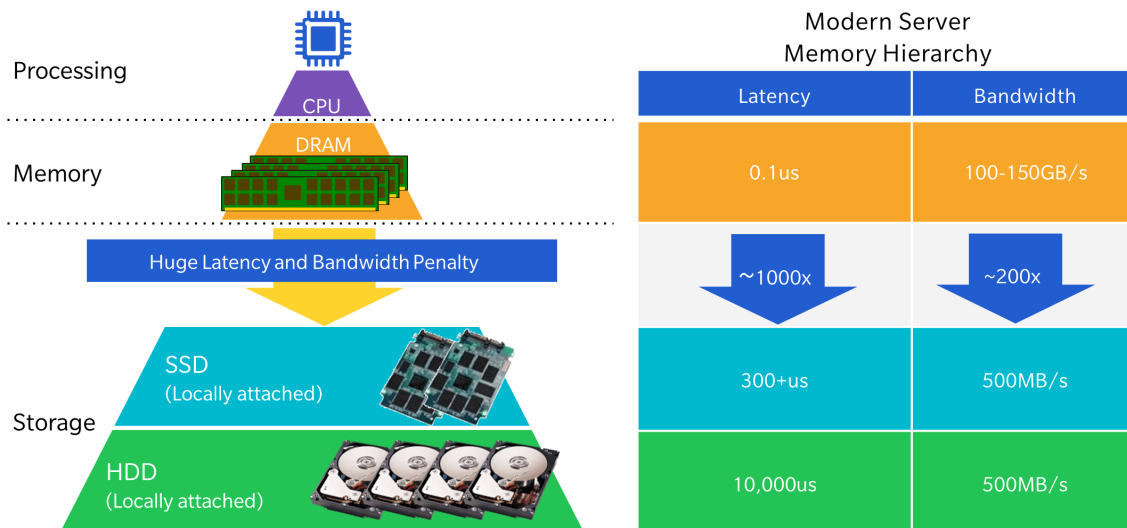 Modern Server
Memory Hierarchy
Processing
CPU
Latency
Bandwidth
Memory
DRAM
0.1us
100-150GB/s
Huge Latency and Bandwidth Penalty
~1000x
~200x
Storage
SSD
(Locally attached)
300+us
500MB/s
HDD
(Locally attached)
10,000us
500MB/s